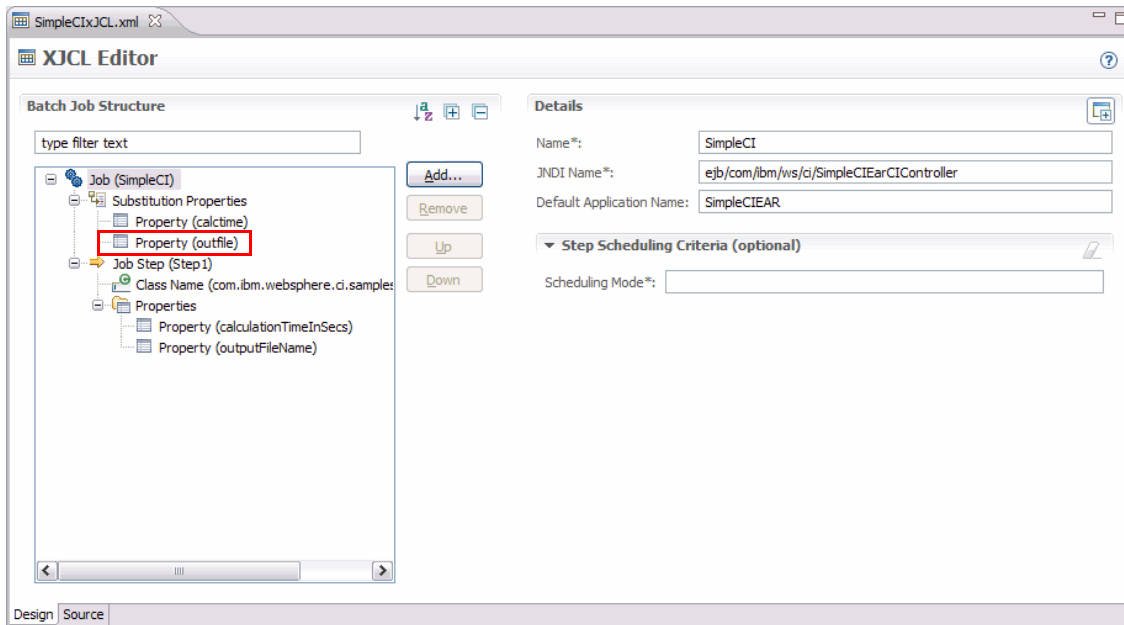 SimpleCIxJCL.xml
XJCL Editor
Batch Job Structure
type filter text
Job (SimpleCI)
Substitution Properties
Property (calctime)
Property (outfile)
Job Step (Step1)
Class Name (com.ibm.websphere.ci.samples
Properties
Property (calculationTimeInSecs)
Property (outputFileName)
Add...
Remove
Up
Down
Details
Name*: SimpleCI
JNDI Name*: ejb/com/ibm/ws/ci/SimpleCIEarCIController
Default Application Name: SimpleCIEAR
Step Scheduling Criteria (optional)
Scheduling Mode*:
Design Source